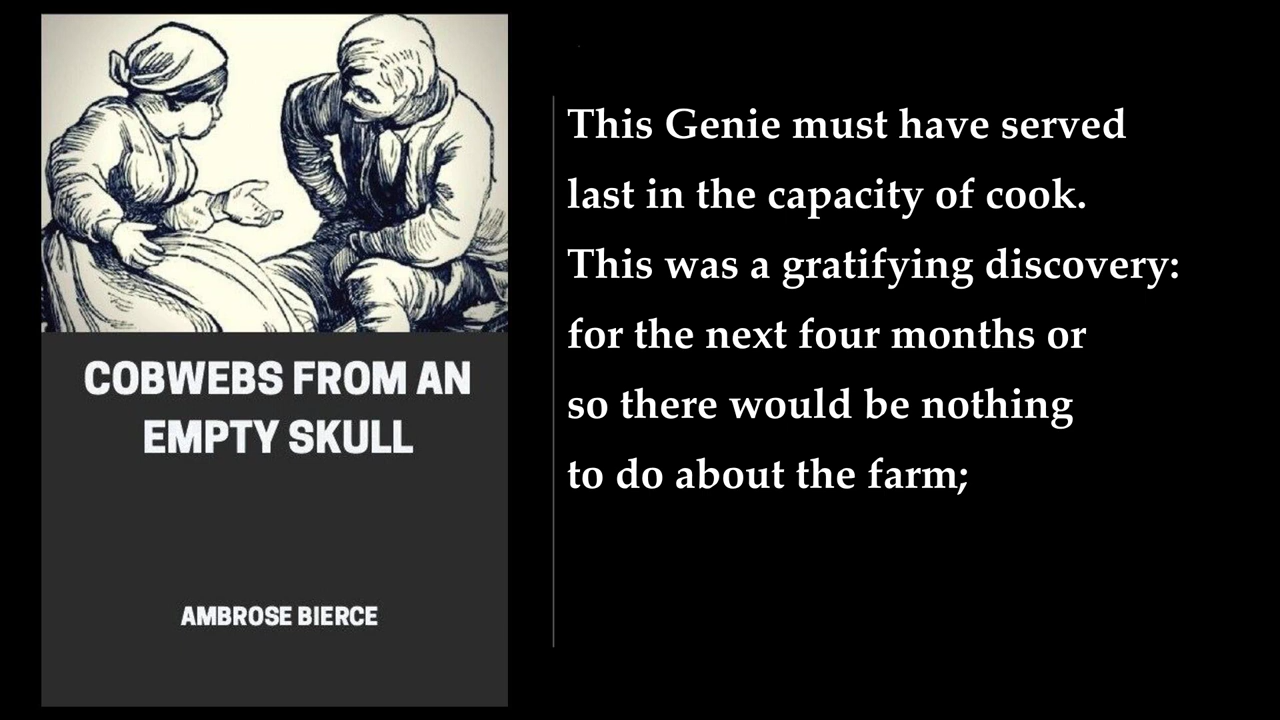 COBWEBS FROM AN
EMPTY SKULL
AMBROSE BIERCE
This Genie must have served
last in the capacity of cook.
This was a gratifying discovery:
for the next four months or
so there would be nothing
to do about the farm;